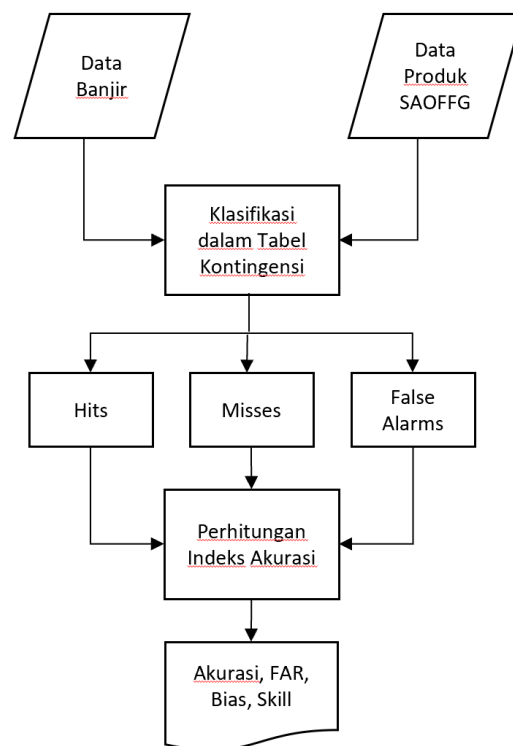 Data
Banjir
Data
Produk
SAOFFG
Klasifikasi
dalam Tabel
Kontingensi
Hits
Misses
False
Alarms
Perhitungan
Indeks Akurasi
Akurasi, FAR,
Bias, Skill